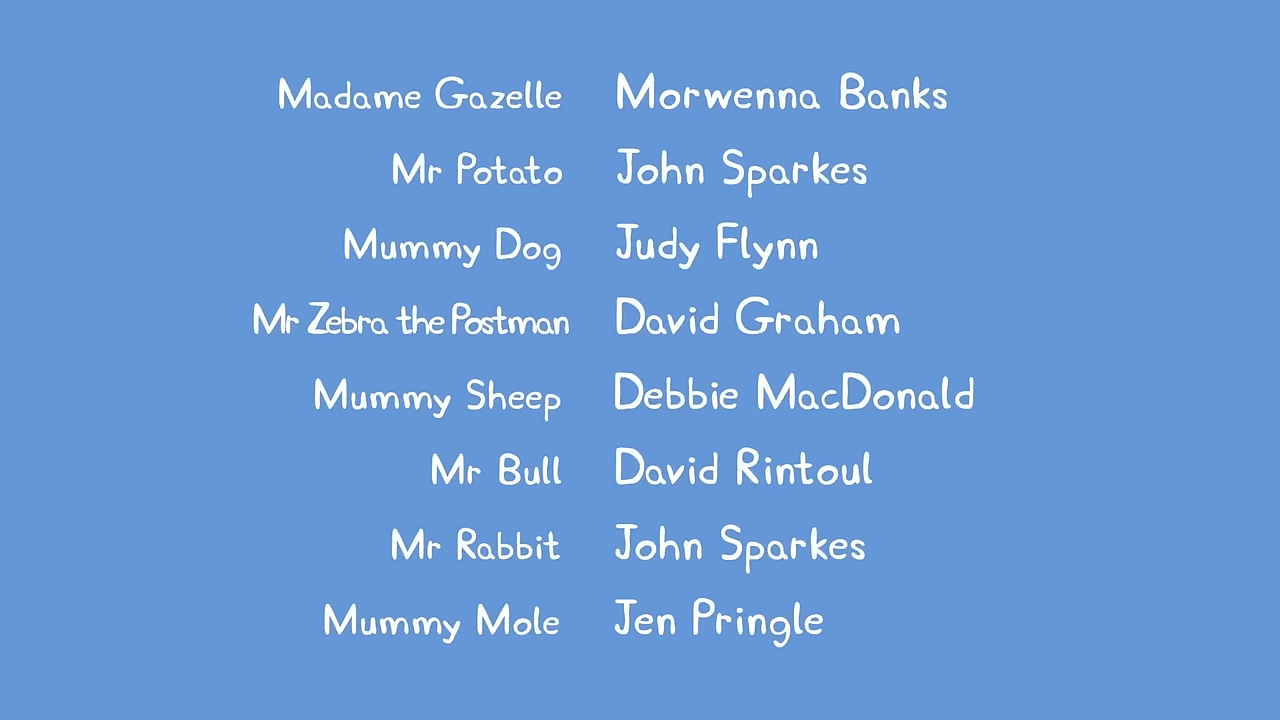 Madame Gazelle Morwenna Banks
Mr Potato John Sparkes
Mummy Dog Judy Flynn
Mr Zebra the Postman David Graham
Mummy Sheep Debbie MacDonald
Mr Bull David Rintoul
Mr Rabbit John Sparkes
Mummy Mole Jen Pringle